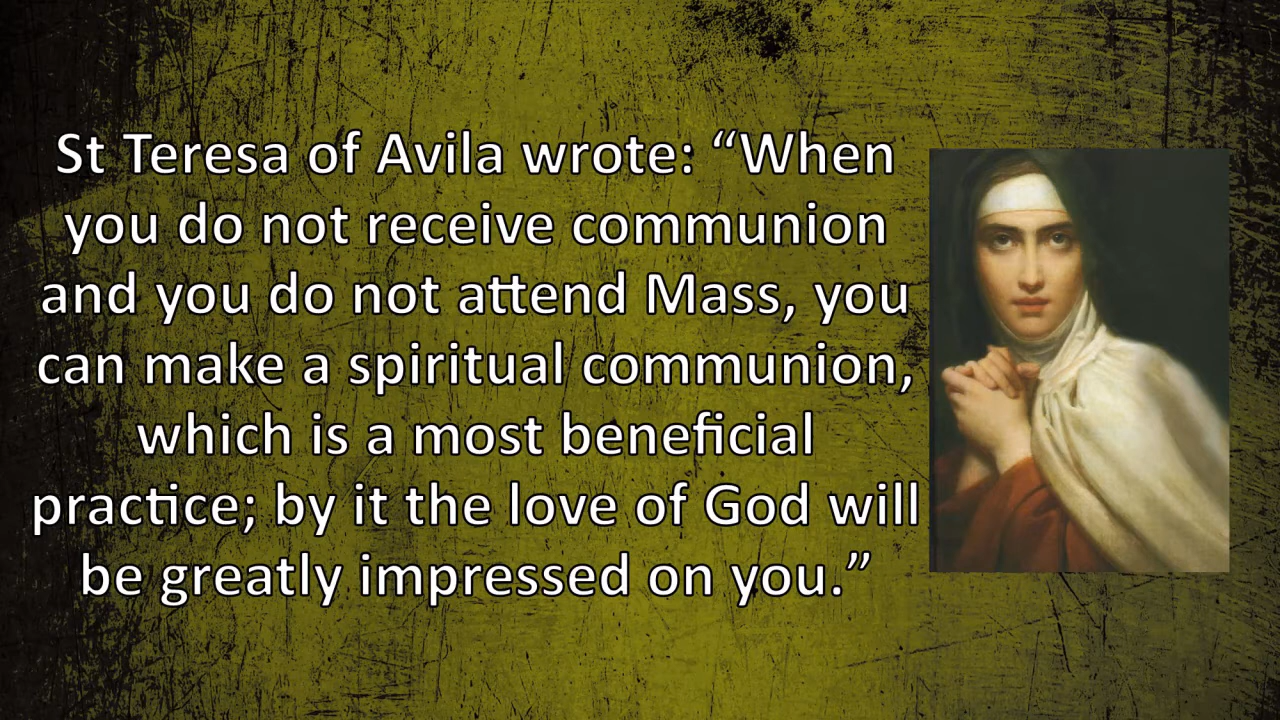 St Teresa of Avila wrote: “When
you do not receive communion
and you do not attend Mass, you
can make a spiritual communion,
which is a most beneficial
practice; by it the love of God will
be greatly impressed on you.”